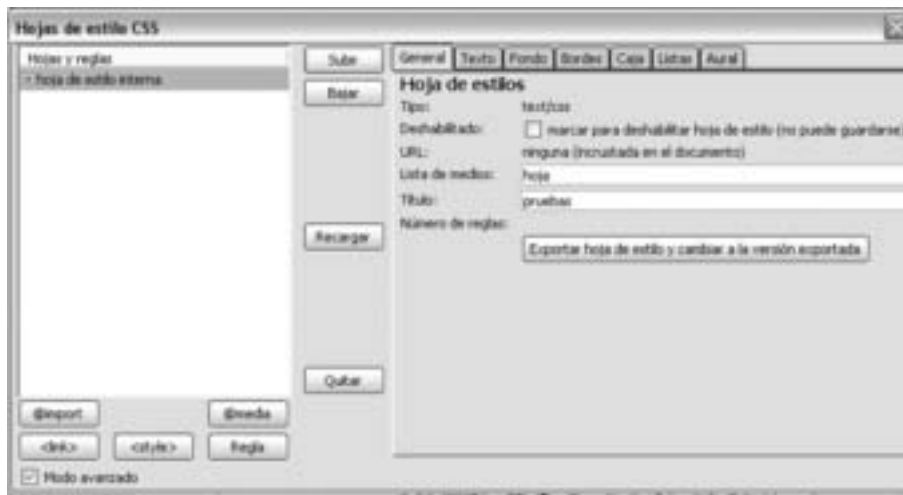 Hojas de estilo CSS
Hojas y reglas
- hoja de estilo interna
Subir
Bajar
Recargar
Quitar
@import
@media
<link>
<style>
Regla
Modo avanzado
General Texto Fondo Bordes Caja Listas Aural
Hoja de estilos
Tipo: text/css
Deshabilitado: marcar para deshabilitar hoja de estilo (no puede guardarse)
URL: ninguna (incrustada en el documento)
Lista de medios: hoja
Título: pruebas
Número de reglas:
Exportar hoja de estilo y cambiar a la versión exportada